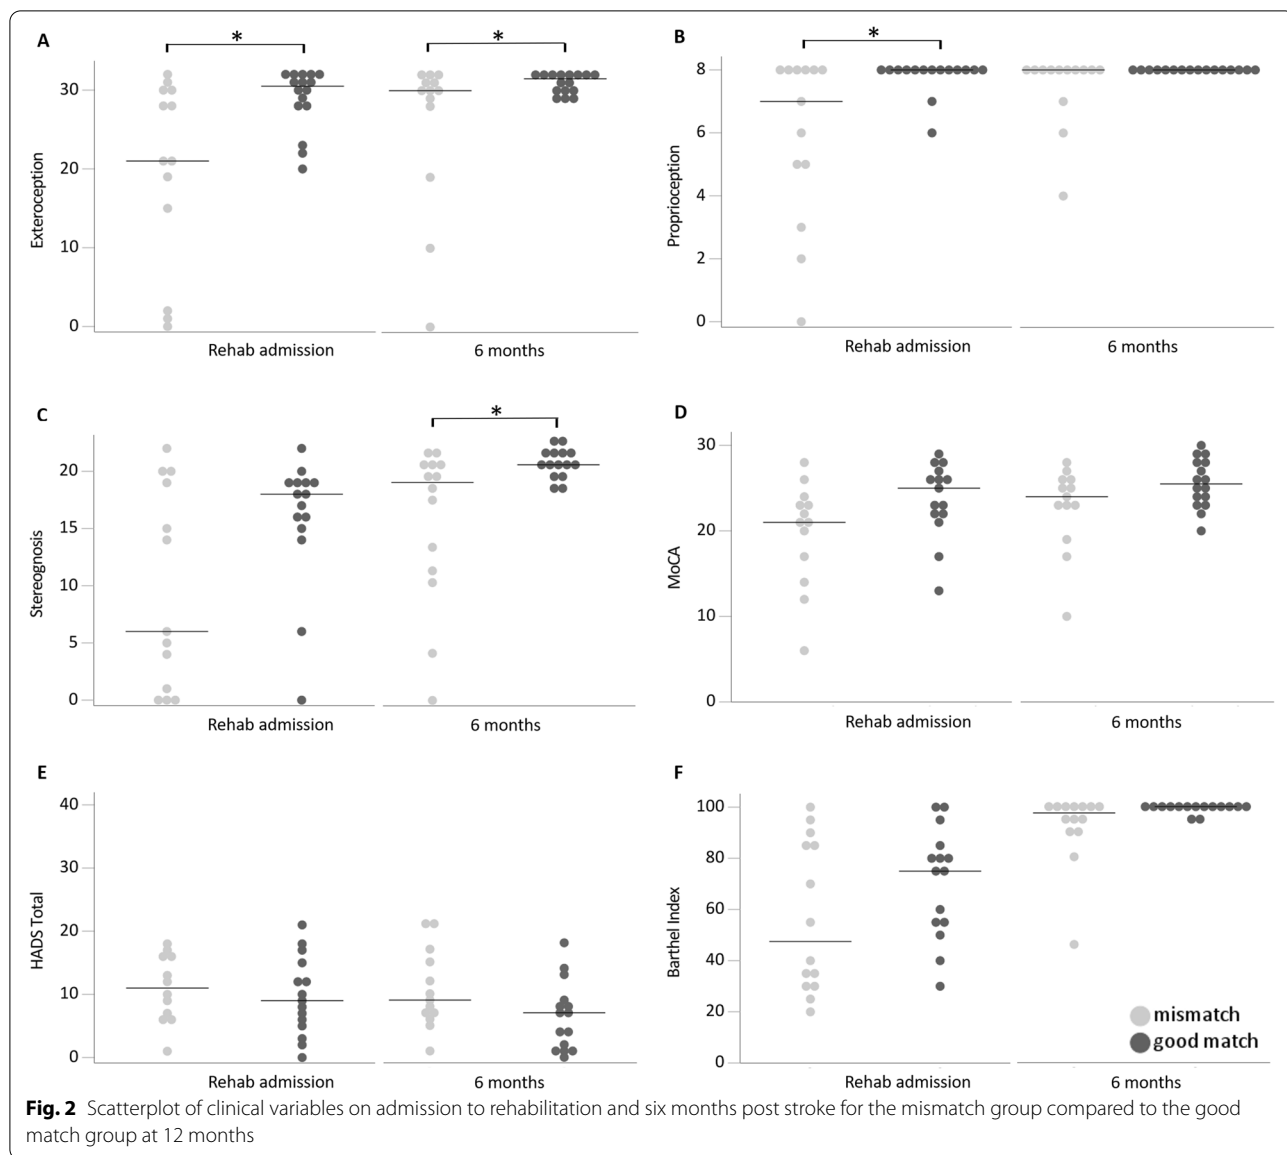 A
*
*
30
20
10
0
Exteroception
Rehab admission
6 months
B
*
8
6
4
2
0
Proprioception
Rehab admission
6 months
C
*
20
15
10
5
0
Stereognosis
Rehab admission
6 months
D
30
20
10
0
MoCA
Rehab admission
6 months
E
40
30
20
10
0
HADS Total
Rehab admission
6 months
F
100
80
60
40
20
0
Barthel Index
Rehab admission
6 months
mismatch
good match
Fig. 2 Scatterplot of clinical variables on admission to rehabilitation and six months post stroke for the mismatch group compared to the good
match group at 12 months